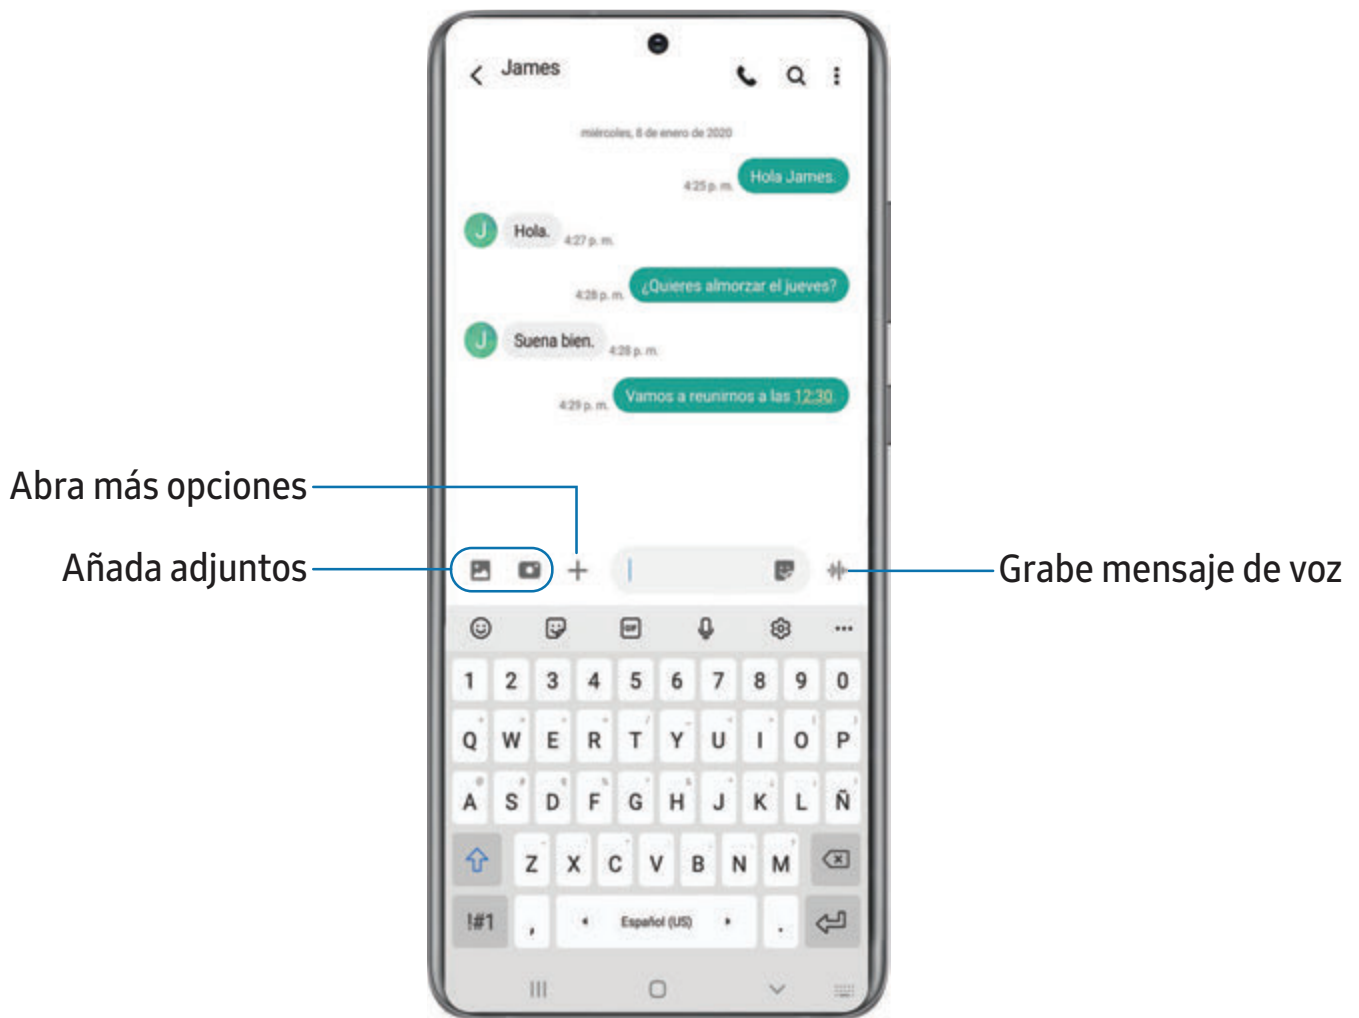 James
miércoles, 8 de enero de 2020
Hola James.
4:25 p. m.
J
Hola.
4:27 p. m.
¿Quieres almorzar el jueves?
4:28 p. m.
J
Suena bien.
4:28 p. m.
Vamos a reunirnos a las 12:30.
4:29 p. m.
Abra más opciones
Añada adjuntos
Grabe mensaje de voz
GIF
1 2 3 4 5 6 7 8 9 0
Q W E R T Y U I O P
A S D F G H J K L Ñ
Z X C V B N M
!#1 , Español (US) .